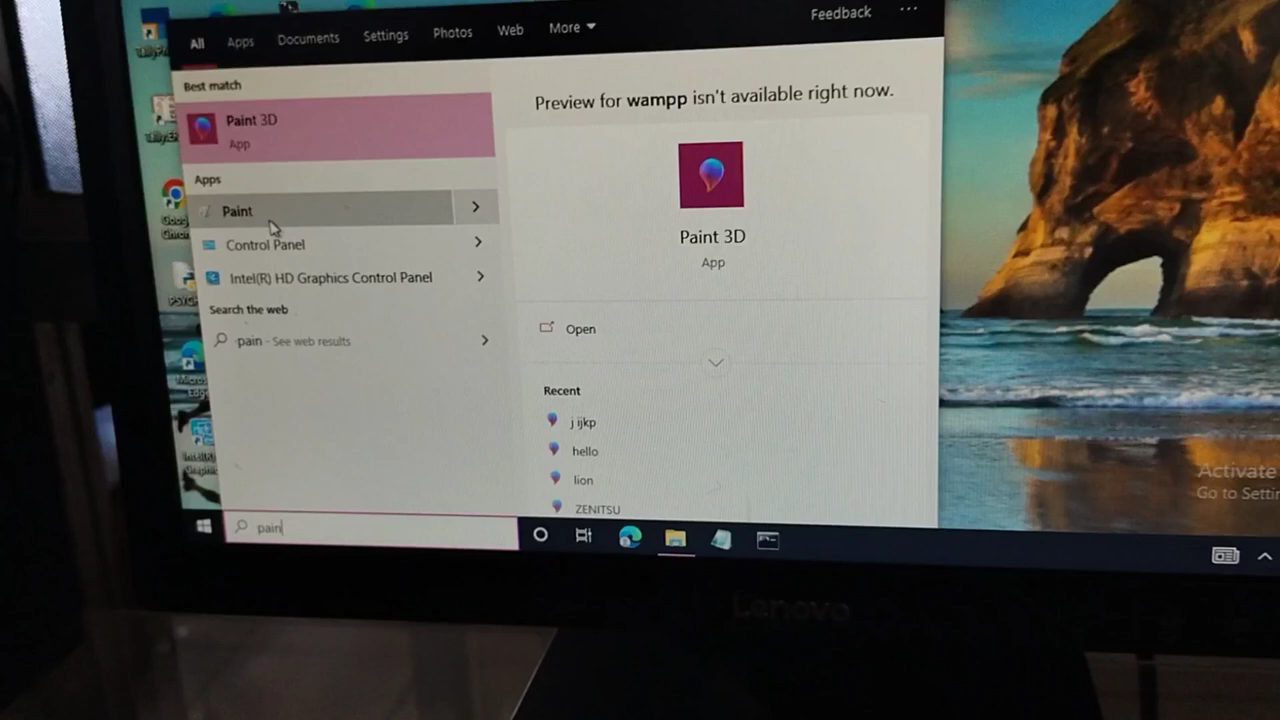 All Apps Documents Settings Photos Web More Feedback ...
Best match
Paint 3D
App
Apps
Paint
Control Panel
Intel(R) HD Graphics Control Panel
Search the web
pain - See web results
Preview for wampp isn't available right now.
Paint 3D
App
Open
Recent
j ijkp
hello
lion
ZENITSU
Activate
Go to Settin
pain
Lenovo